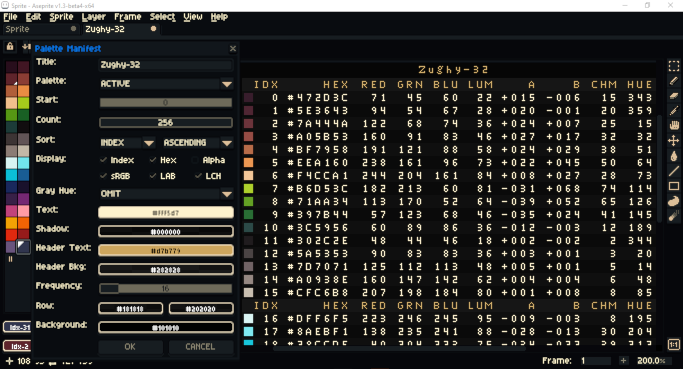 Sprite - Aseprite v1.3-beta4-x64
File Edit Sprite Layer Frame Select View Help
Sprite Zughy-32
Palette Manifest
Title: Zughy-32
Palette: ACTIVE
Start: 0
Count: 256
Sort: INDEX ASCENDING
Display: Index Hex Alpha
sRGB LAB LCH
Gray Hue: OMIT
Text: #fff5d7
Shadow: #000000
Header Text: #d7b779
Header Bkg: #202020
Frequency: 16
Row: #181818 #202020
Background: #101010
OK CANCEL
Idx-31
Idx-2
Zughy-32
IDX HEX RED GRN BLU LUM A B CHM HUE
0 #472D3C 71 45 60 22 +015 -006 15 343
1 #5E3643 94 54 67 28 +020 -001 20 359
2 #7A444A 122 68 74 36 +024 +007 25 15
3 #A05B53 160 91 83 46 +027 +017 32 32
4 #BF7958 191 121 88 58 +024 +029 38 51
5 #EEA160 238 161 96 73 +022 +045 50 64
6 #F4CCA1 244 204 161 84 +008 +027 28 73
7 #B6D53C 182 213 60 81 -031 +068 74 114
8 #71AA34 113 170 52 64 -039 +052 65 126
9 #397B44 57 123 68 46 -035 +024 41 145
10 #3C5956 60 89 86 36 -012 -003 12 189
11 #302C2E 48 44 46 18 +002 -001 2 344
12 #5A5353 90 83 83 36 +003 +001 3 20
13 #7D7071 125 112 113 48 +005 +001 5 14
14 #A0938E 160 147 142 62 +004 +004 6 48
15 #CFC6B8 207 198 184 80 +001 +008 8 85
IDX HEX RED GRN BLU LUM A B CHM HUE
16 #DFF6F5 223 246 245 95 -009 -003 8 195
17 #8AEBF1 138 235 241 88 -028 -013 30 204
Frame: 1 + 200.0%
1:1